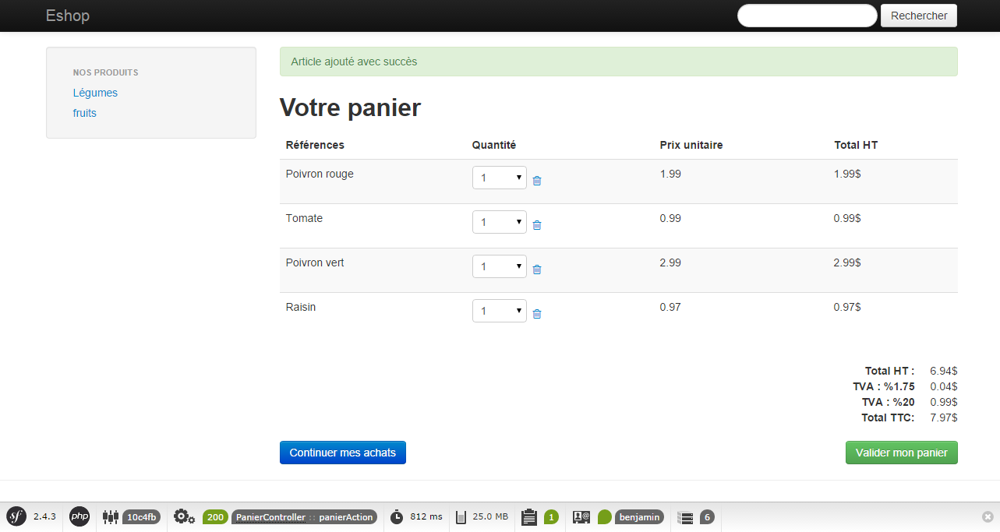 Eshop
Rechercher
NOS PRODUITS
Légumes
fruits
Article ajouté avec succès
Votre panier
Références Quantité Prix unitaire Total HT
Poivron rouge 1 1.99 1.99$
Tomate 1 0.99 0.99$
Poivron vert 1 2.99 2.99$
Raisin 1 0.97 0.97$
Total HT : 6.94$
TVA : %1.75 0.04$
TVA : %20 0.99$
Total TTC: 7.97$
Continuer mes achats Valider mon panier
sf 2.4.3 php 10c4fb 200 PanierController :: panierAction 812 ms 25.0 MB 1 benjamin 6